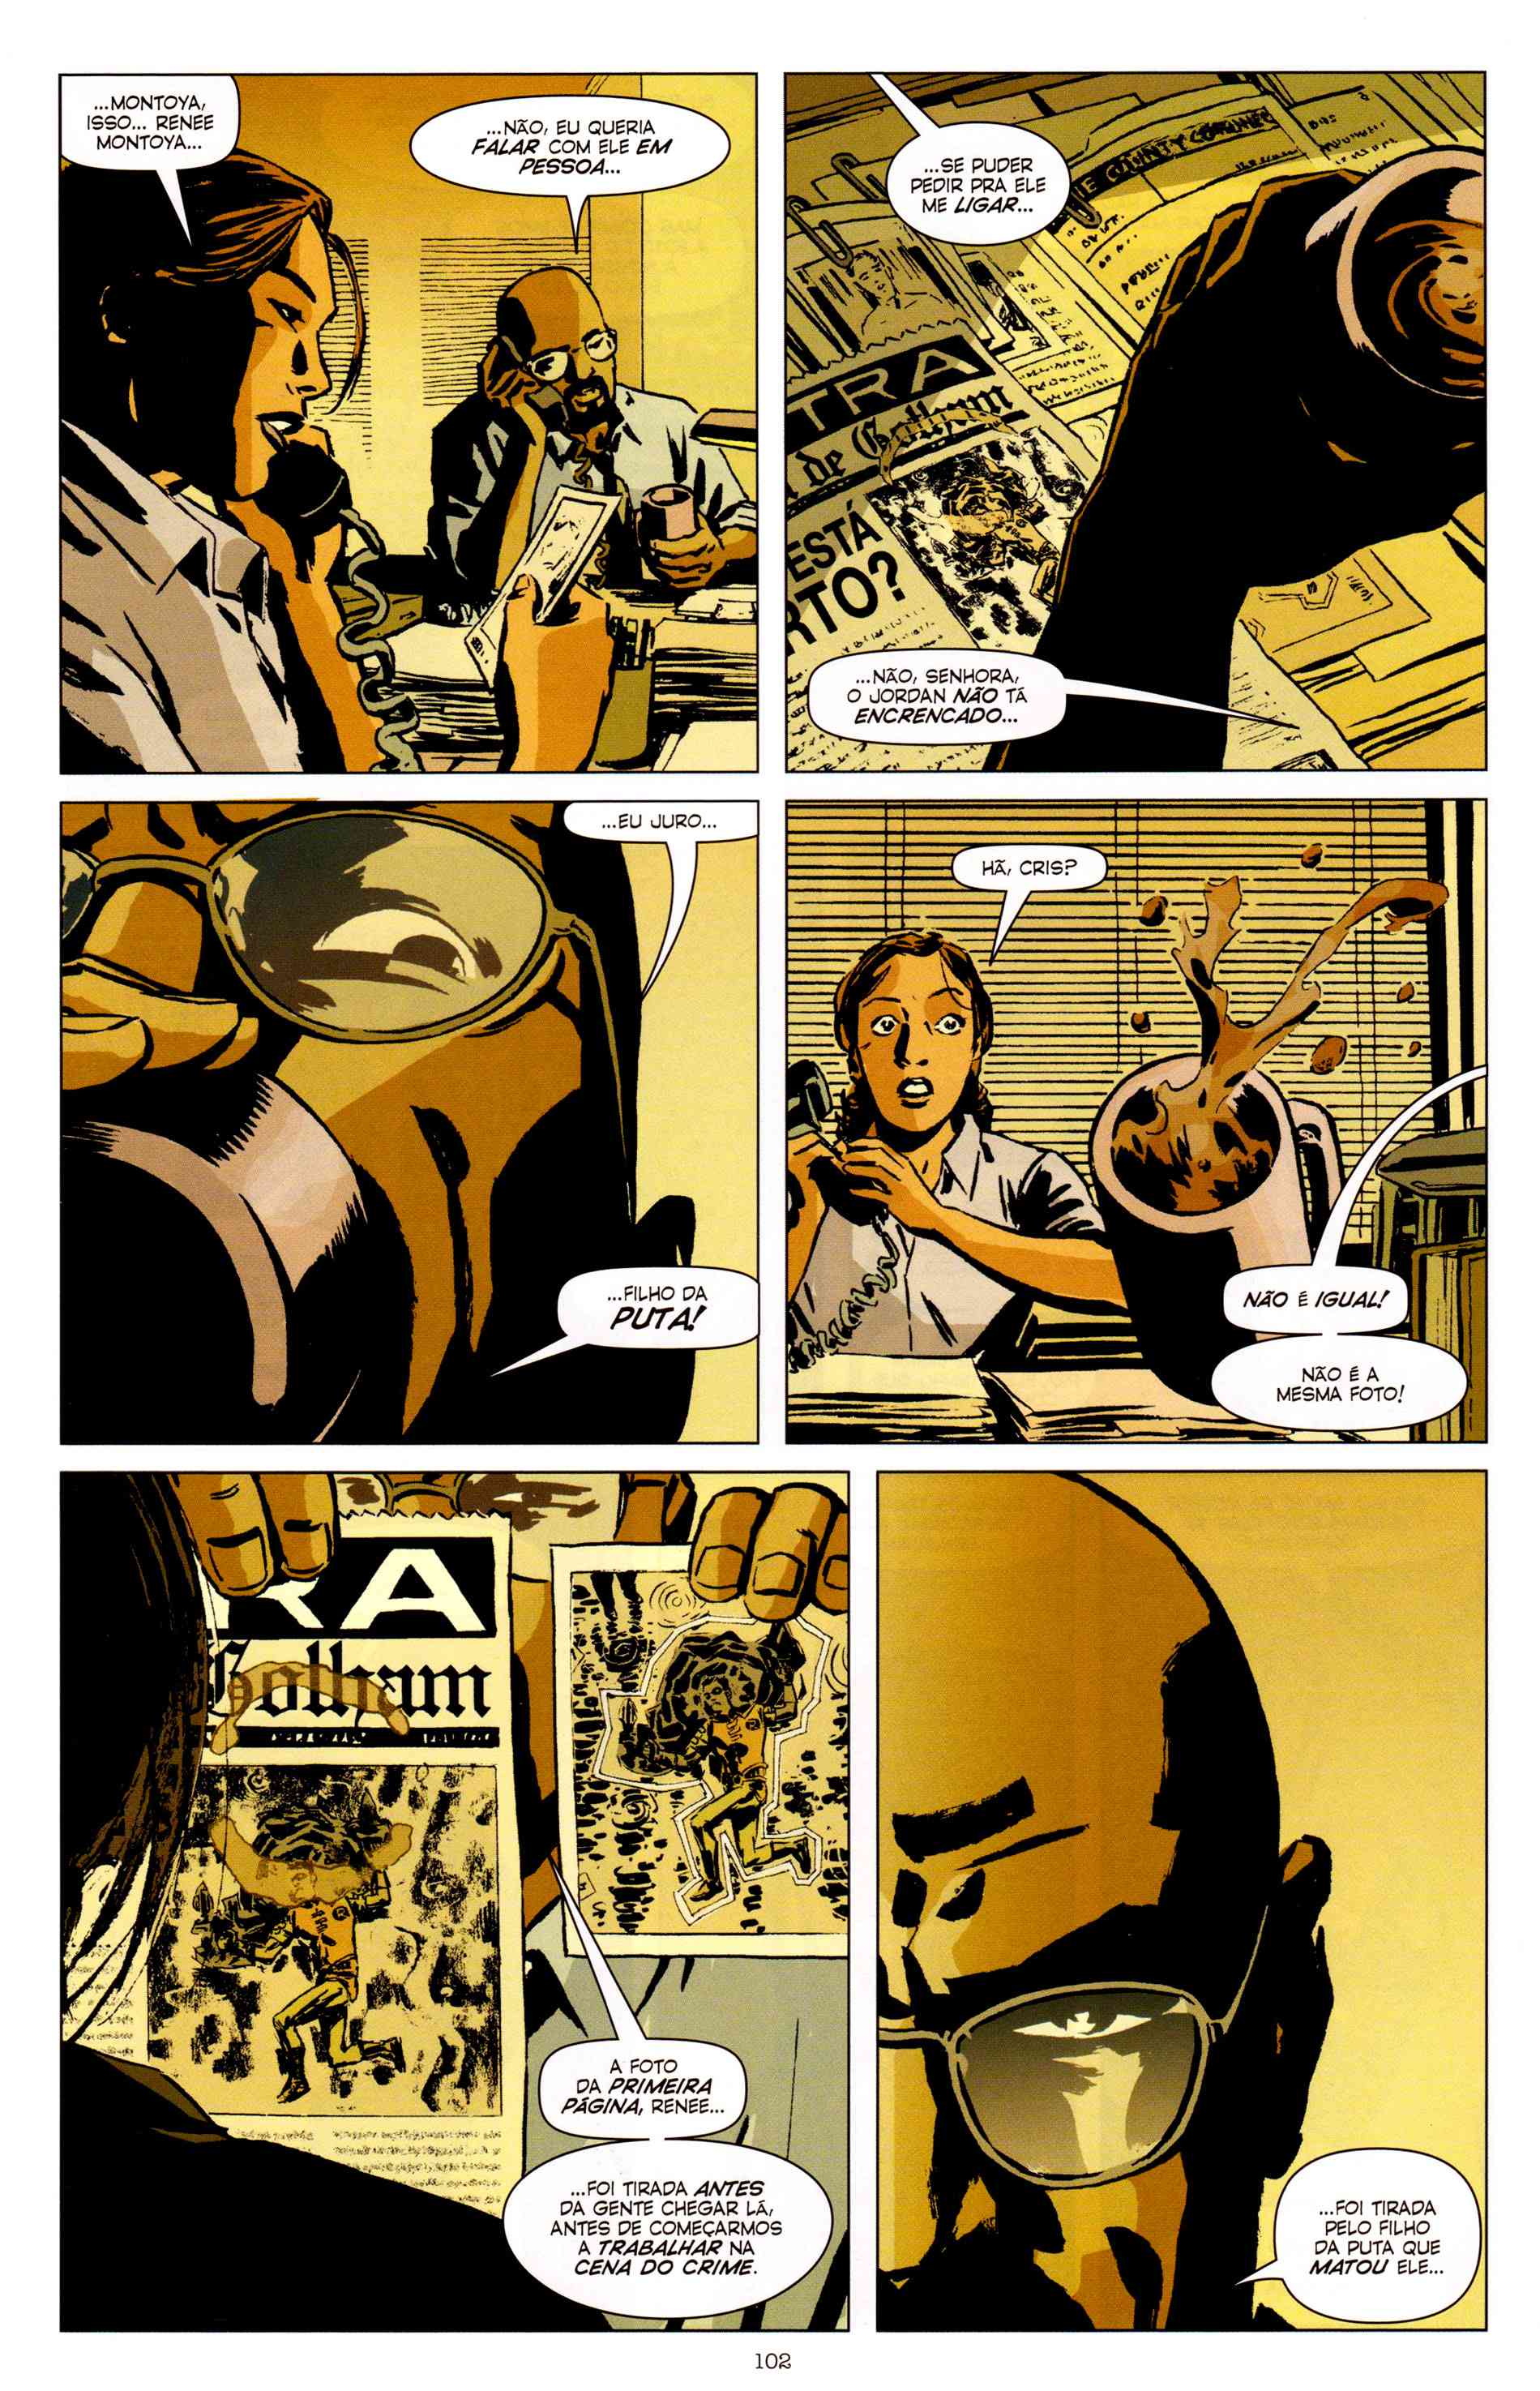 ...MONTOYA,
ISSO... RENEE
MONTOYA...
...NÃO, EU QUERIA
FALAR COM ELE EM
PESSOA...
...SE PUDER
PEDIR PRA ELE
ME LIGAR...
TRA
de Gotham
ESTÁ
RTO?
...NÃO, SENHORA,
O JORDAN NÃO TÁ
ENCRENCADO...
...EU JURO...
...FILHO DA
PUTA!
HÃ, CRIS?
NÃO É IGUAL!
NÃO É A
MESMA FOTO!
RA
Gotham
A FOTO
DA PRIMEIRA
PÁGINA, RENEE...
...FOI TIRADA ANTES
DA GENTE CHEGAR LÁ,
ANTES DE COMEÇARMOS
A TRABALHAR NA
CENA DO CRIME.
...FOI TIRADA
PELO FILHO
DA PUTA QUE
MATOU ELE...
102